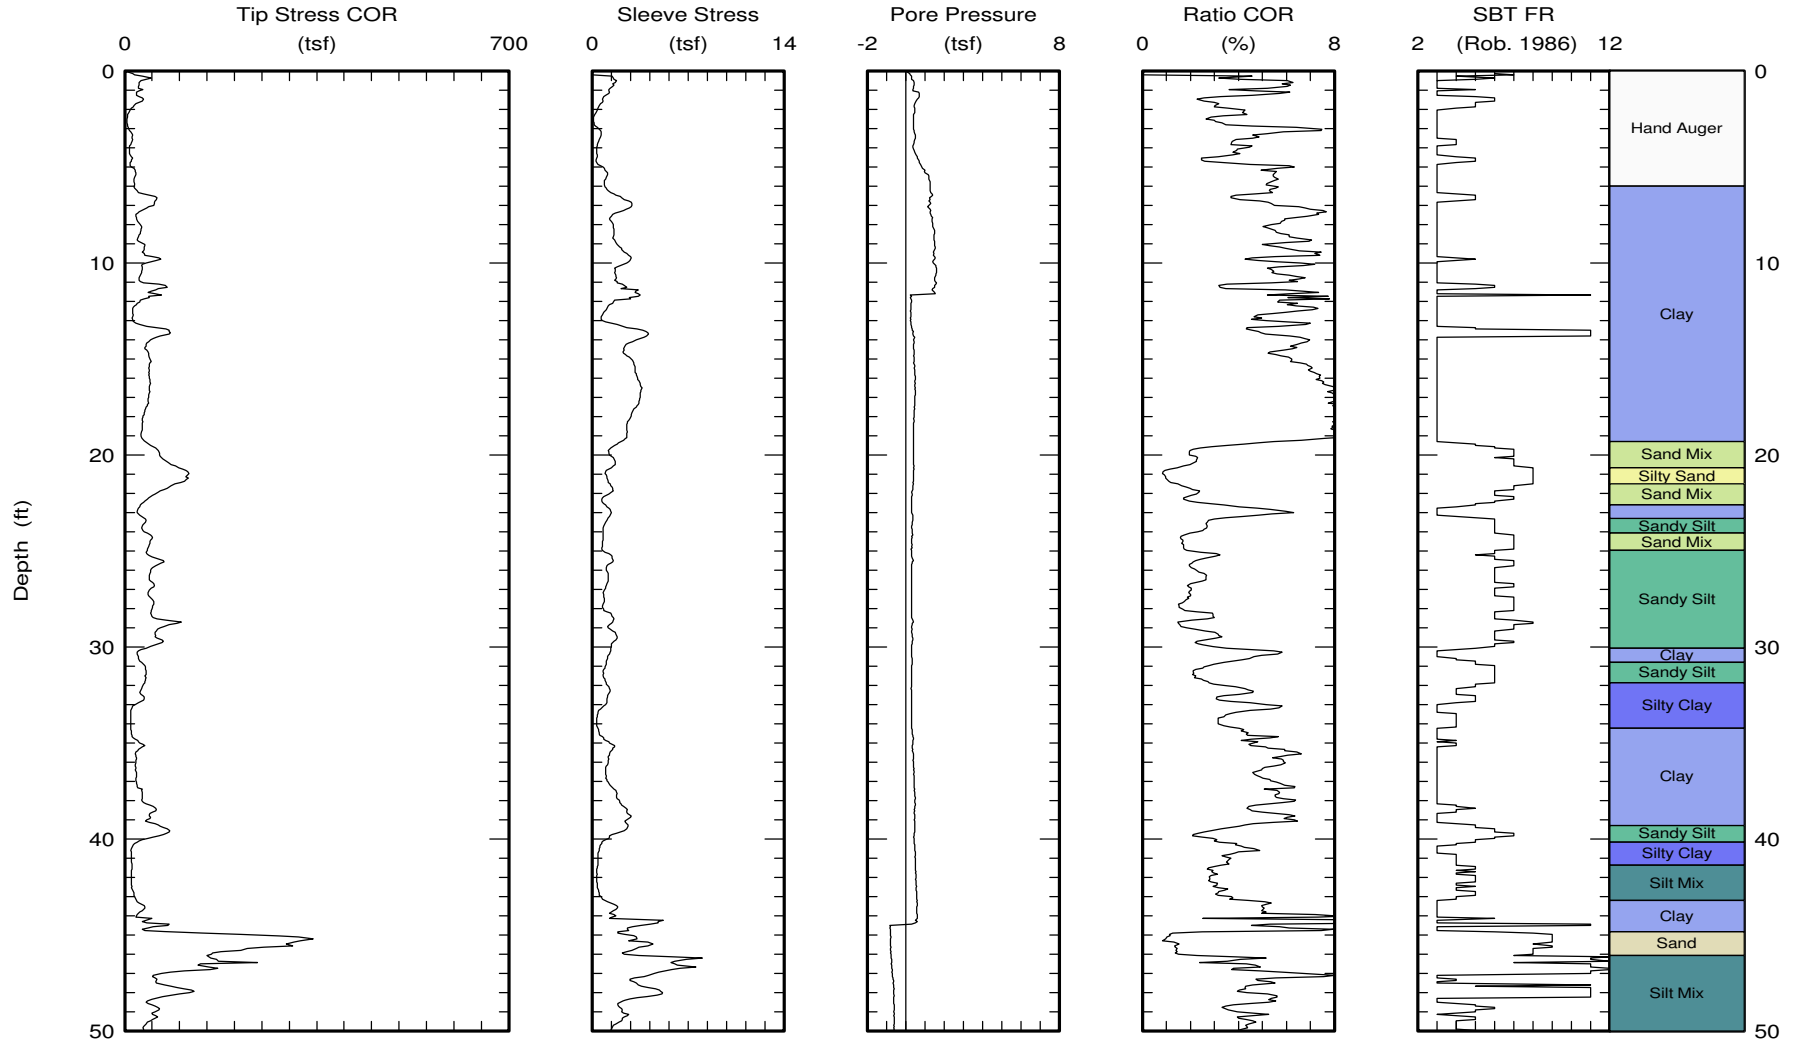 Tip Stress COR Sleeve Stress Pore Pressure Ratio COR SBT FR
0 (tsf) 700 0 (tsf) 14 -2 (tsf) 8 0 (%) 8 2 (Rob. 1986) 12
0 0
Hand Auger
10 10
Clay
20 Sand Mix 20
Silty Sand
Sand Mix
Depth (ft)
Sandy Silt
Sand Mix
Sandy Silt
30 30
Clay
Sandy Silt
Silty Clay
Clay
Sandy Silt
40 40
Silty Clay
Silt Mix
Clay
Sand
Silt Mix
50 50